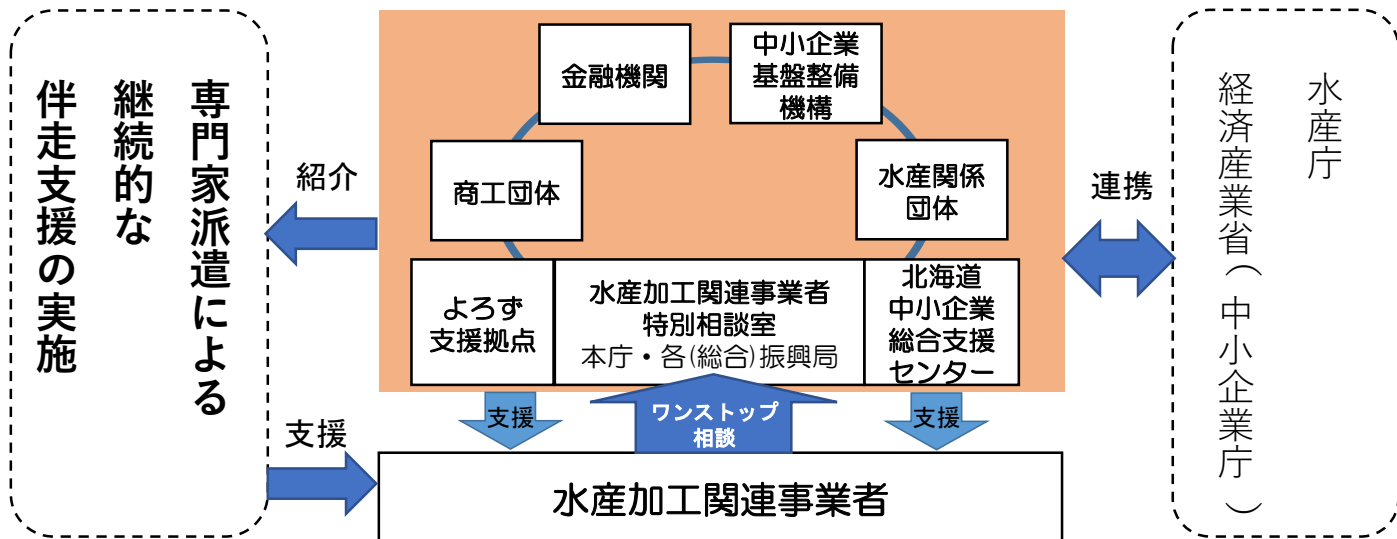 専門家派遣による
継続的な
伴走支援の実施
紹介
支援
金融機関
中小企業
基盤整備
機構
商工団体
水産関係
団体
よろず
支援拠点
水産加工関連事業者
特別相談室
本庁・各(総合)振興局
北海道
中小企業
総合支援
センター
支援
ワンストップ
相談
支援
水産加工関連事業者
連携
水産庁
経済産業省(中小企業庁)